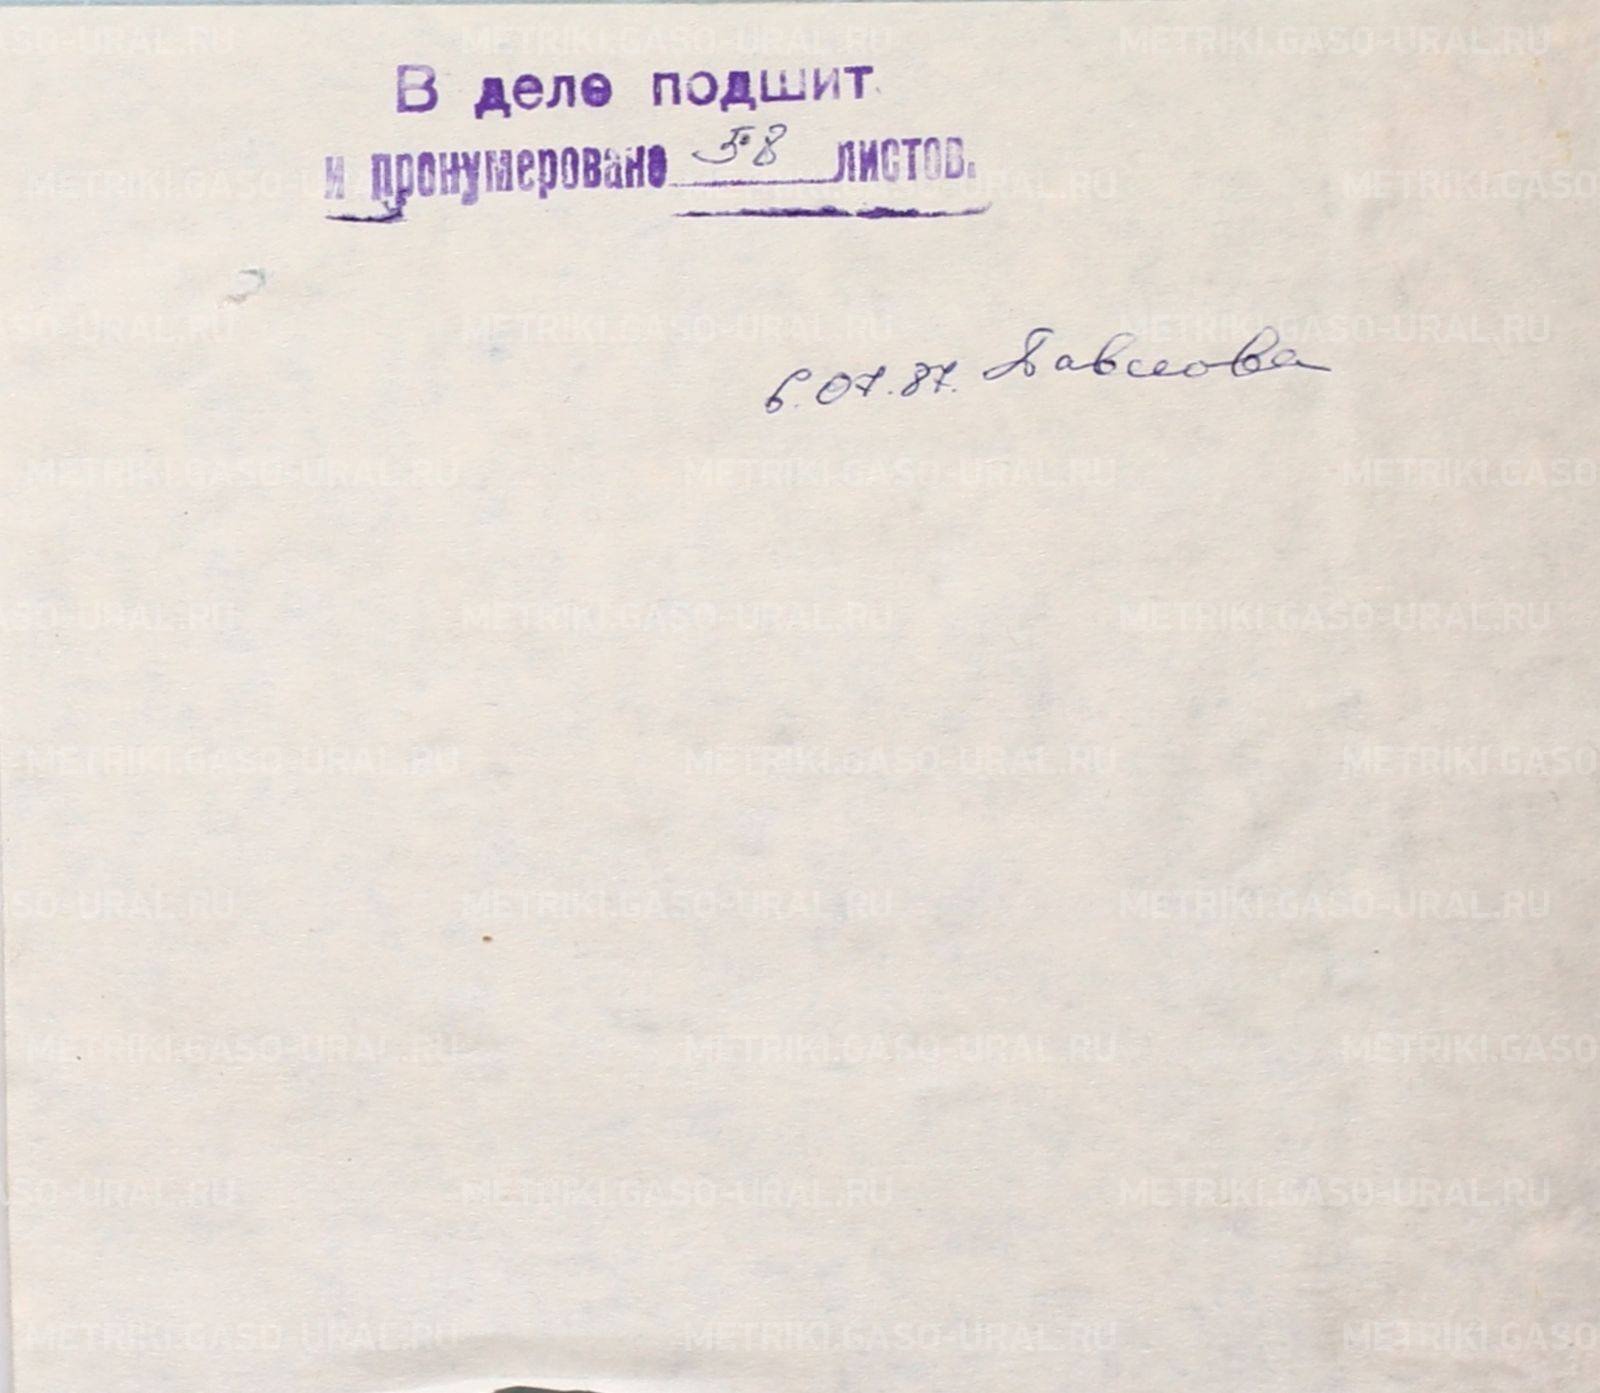 В деле подшит
и пронумеровано 58 листов.
6.07.87. Павлова